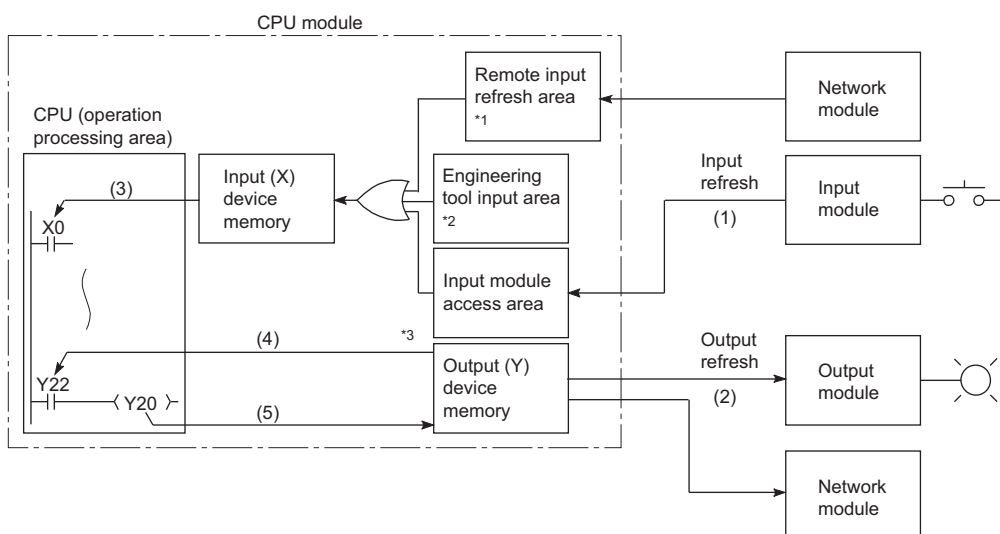 CPU module
Remote input
refresh area
*1
Network
module
CPU (operation
processing area)
(3)
X0
Input (X)
device
memory
Engineering
tool input area
*2
Input
refresh
(1)
Input
module
Input module
access area
*3
(4)
Y22
Y20
(5)
Output (Y)
device
memory
Output
refresh
(2)
Output
module
Network
module